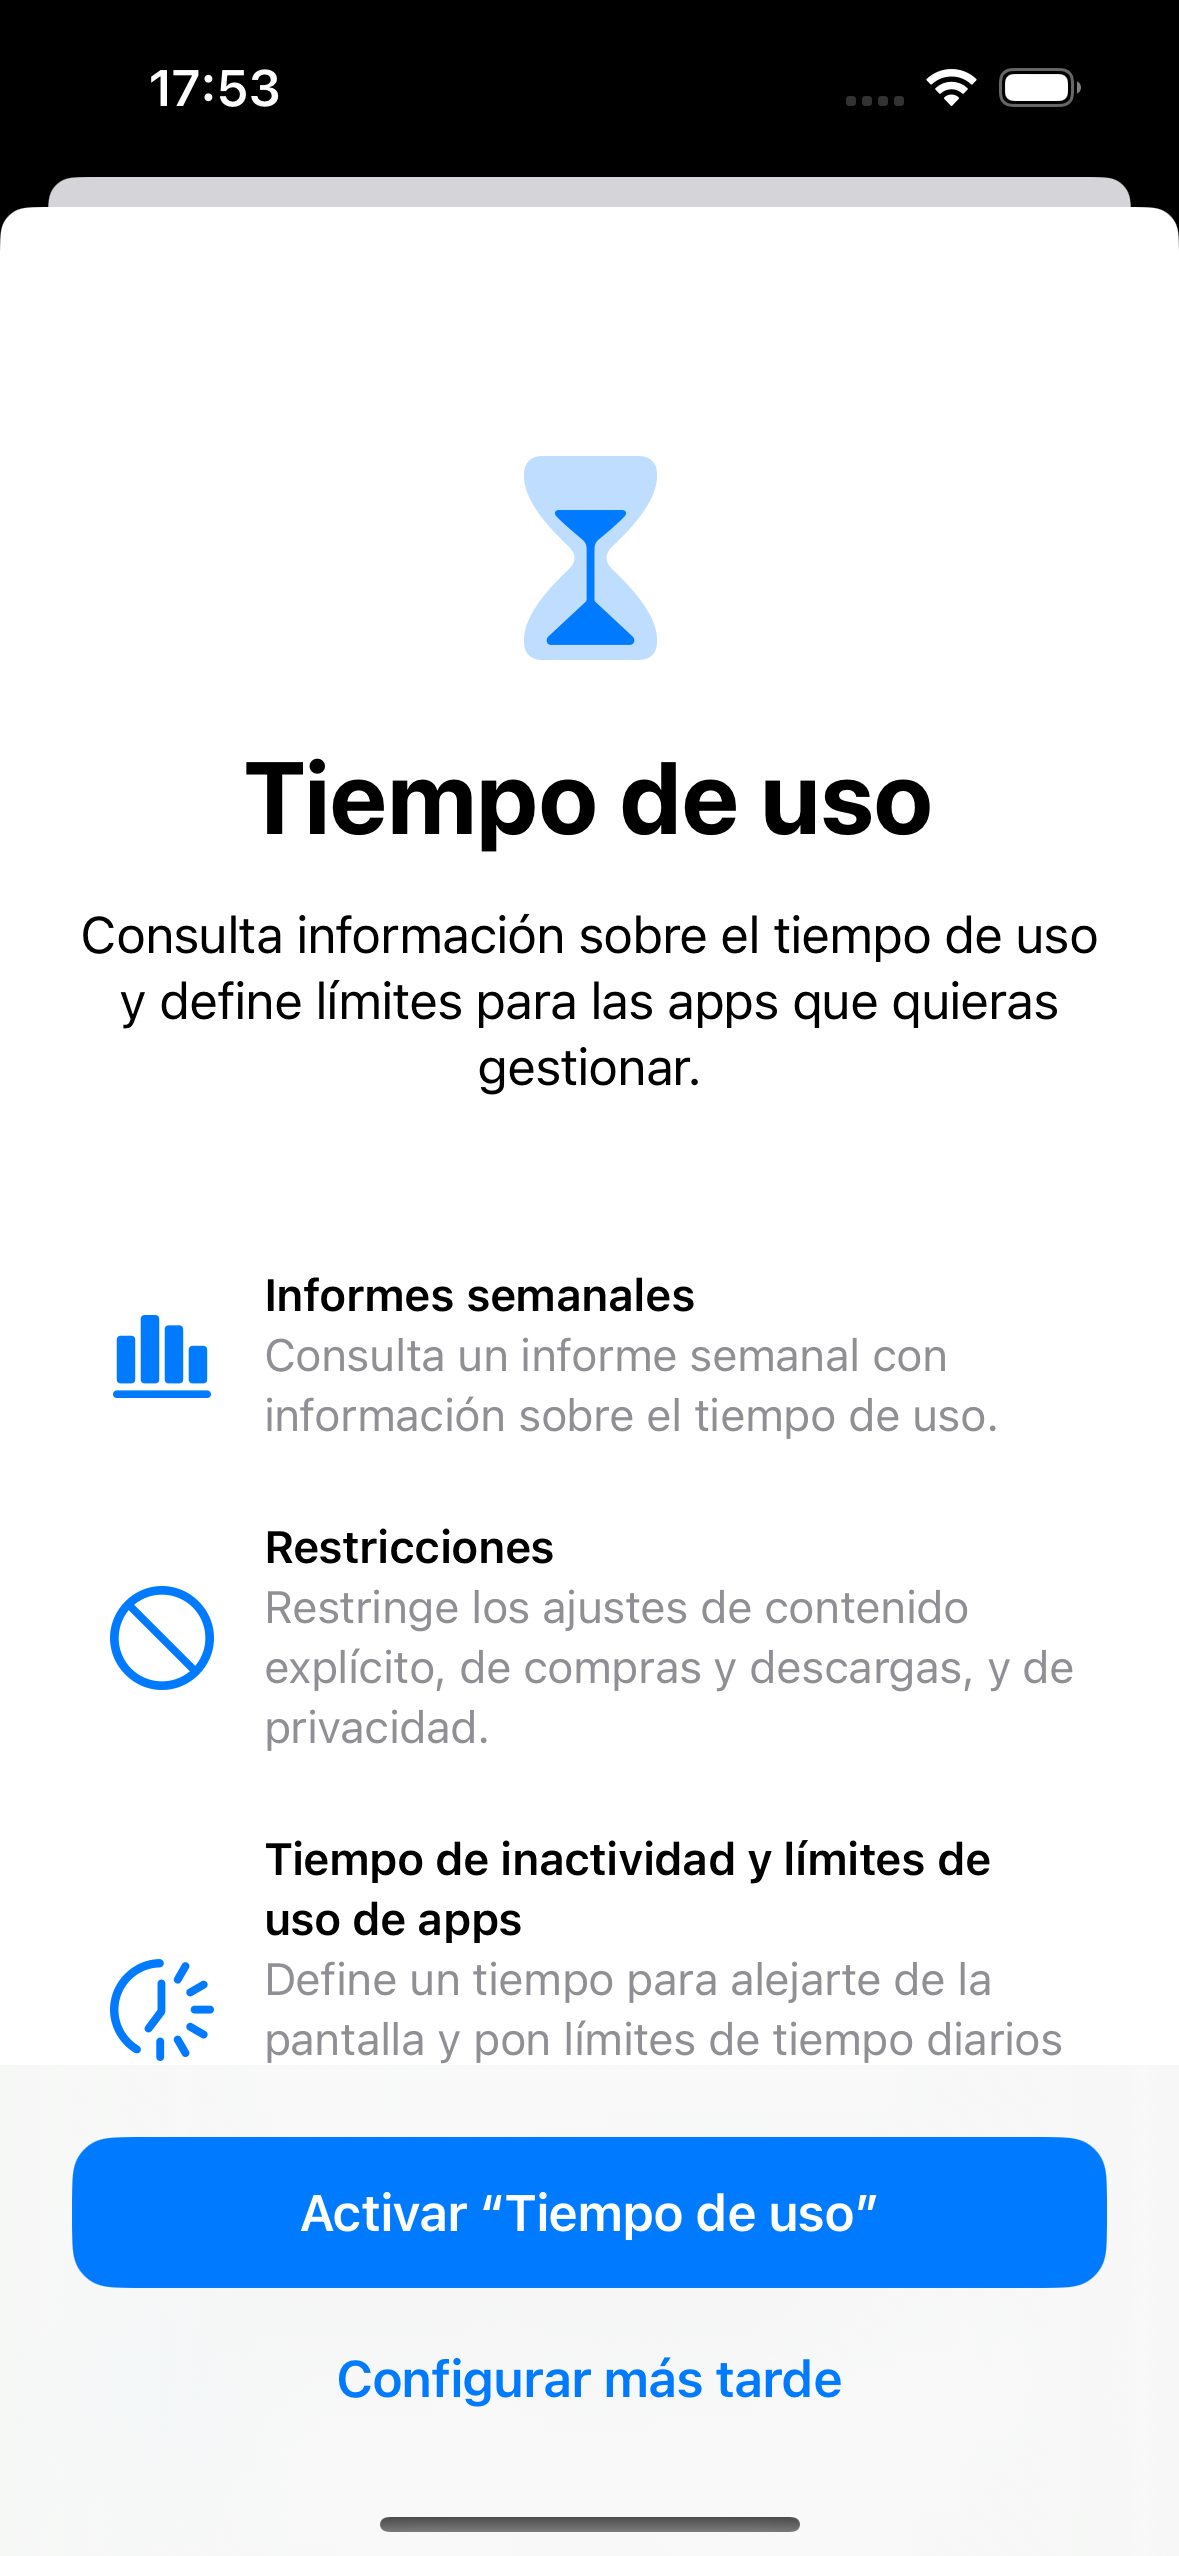 17:53
Tiempo de uso
Consulta información sobre el tiempo de uso
y define límites para las apps que quieras
gestionar.
Informes semanales
Consulta un informe semanal con
información sobre el tiempo de uso.
Restricciones
Restringe los ajustes de contenido
explícito, de compras y descargas, y de
privacidad.
Tiempo de inactividad y límites de
uso de apps
Define un tiempo para alejarte de la
pantalla y pon límites de tiempo diarios
Activar “Tiempo de uso”
Configurar más tarde